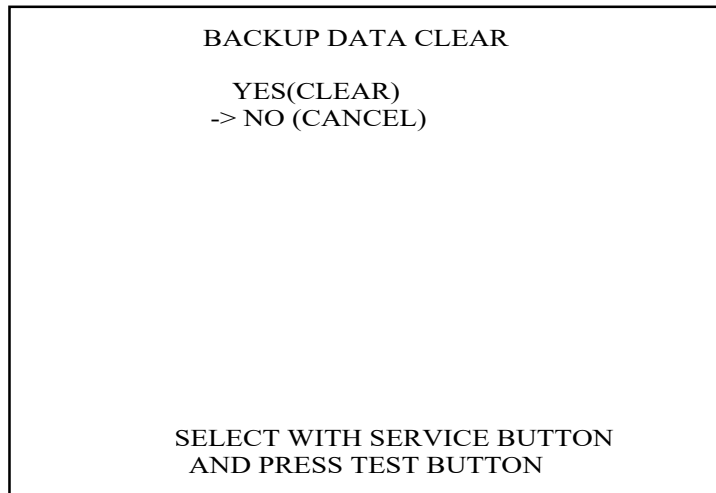 BACKUP DATA CLEAR
YES(CLEAR)
-> NO (CANCEL)
SELECT WITH SERVICE BUTTON
AND PRESS TEST BUTTON